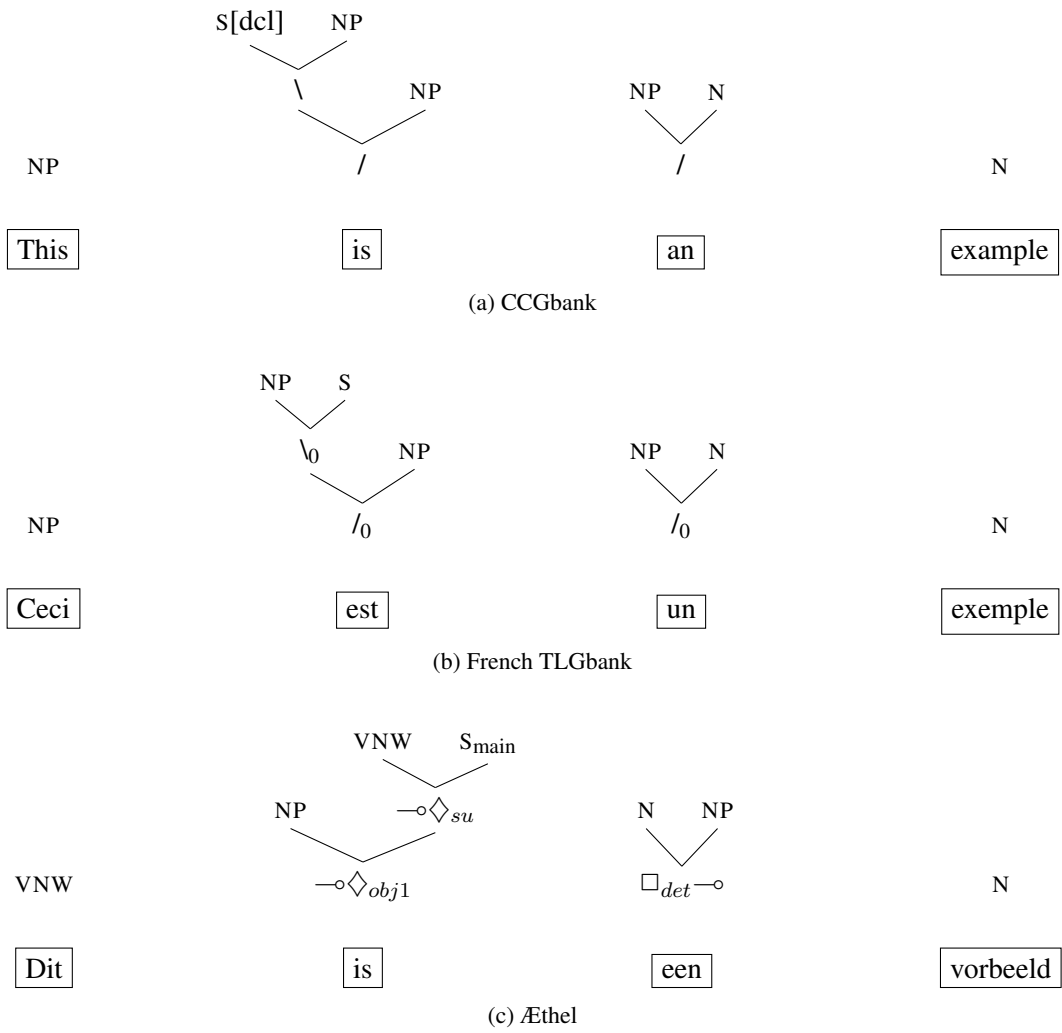 S[dcl] NP
\ NP NP N
NP / / N
This is an example
(a) CCGbank
NP S
\0 NP NP N
NP /0 /0 N
Ceci est un exemple
(b) French TLGbank
VNW Smain
NP ⊸◇su N NP
VNW ⊸◇obj1 □det⊸ N
Dit is een vorbeeld
(c) Æthel